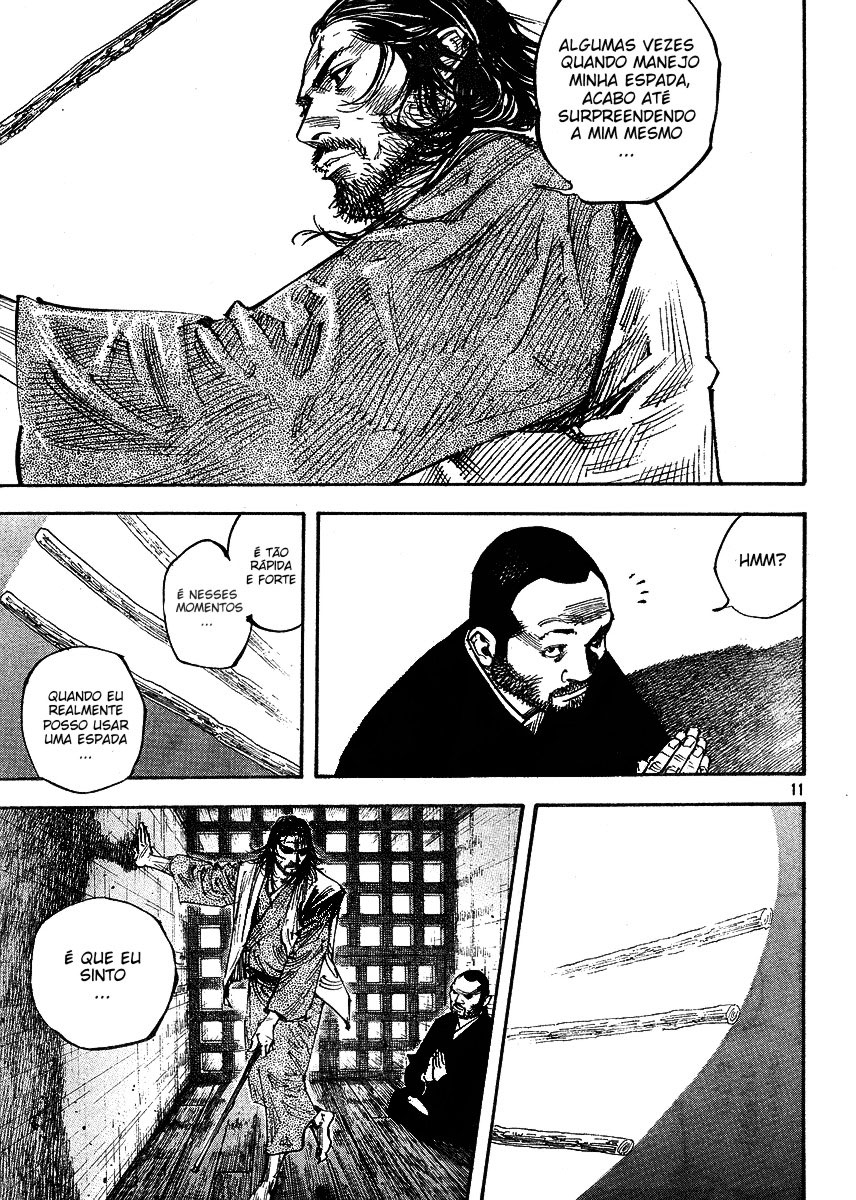 ALGUMAS VEZES
QUANDO MANEJO
MINHA ESPADA,
ACABO ATÉ
SURPREENDENDO
A MIM MESMO
...
HMM?
É TÃO
RÁPIDA
E FORTE
É NESSES
MOMENTOS
...
QUANDO EU
REALMENTE
POSSO USAR
UMA ESPADA
...
11
É QUE EU
SINTO
...